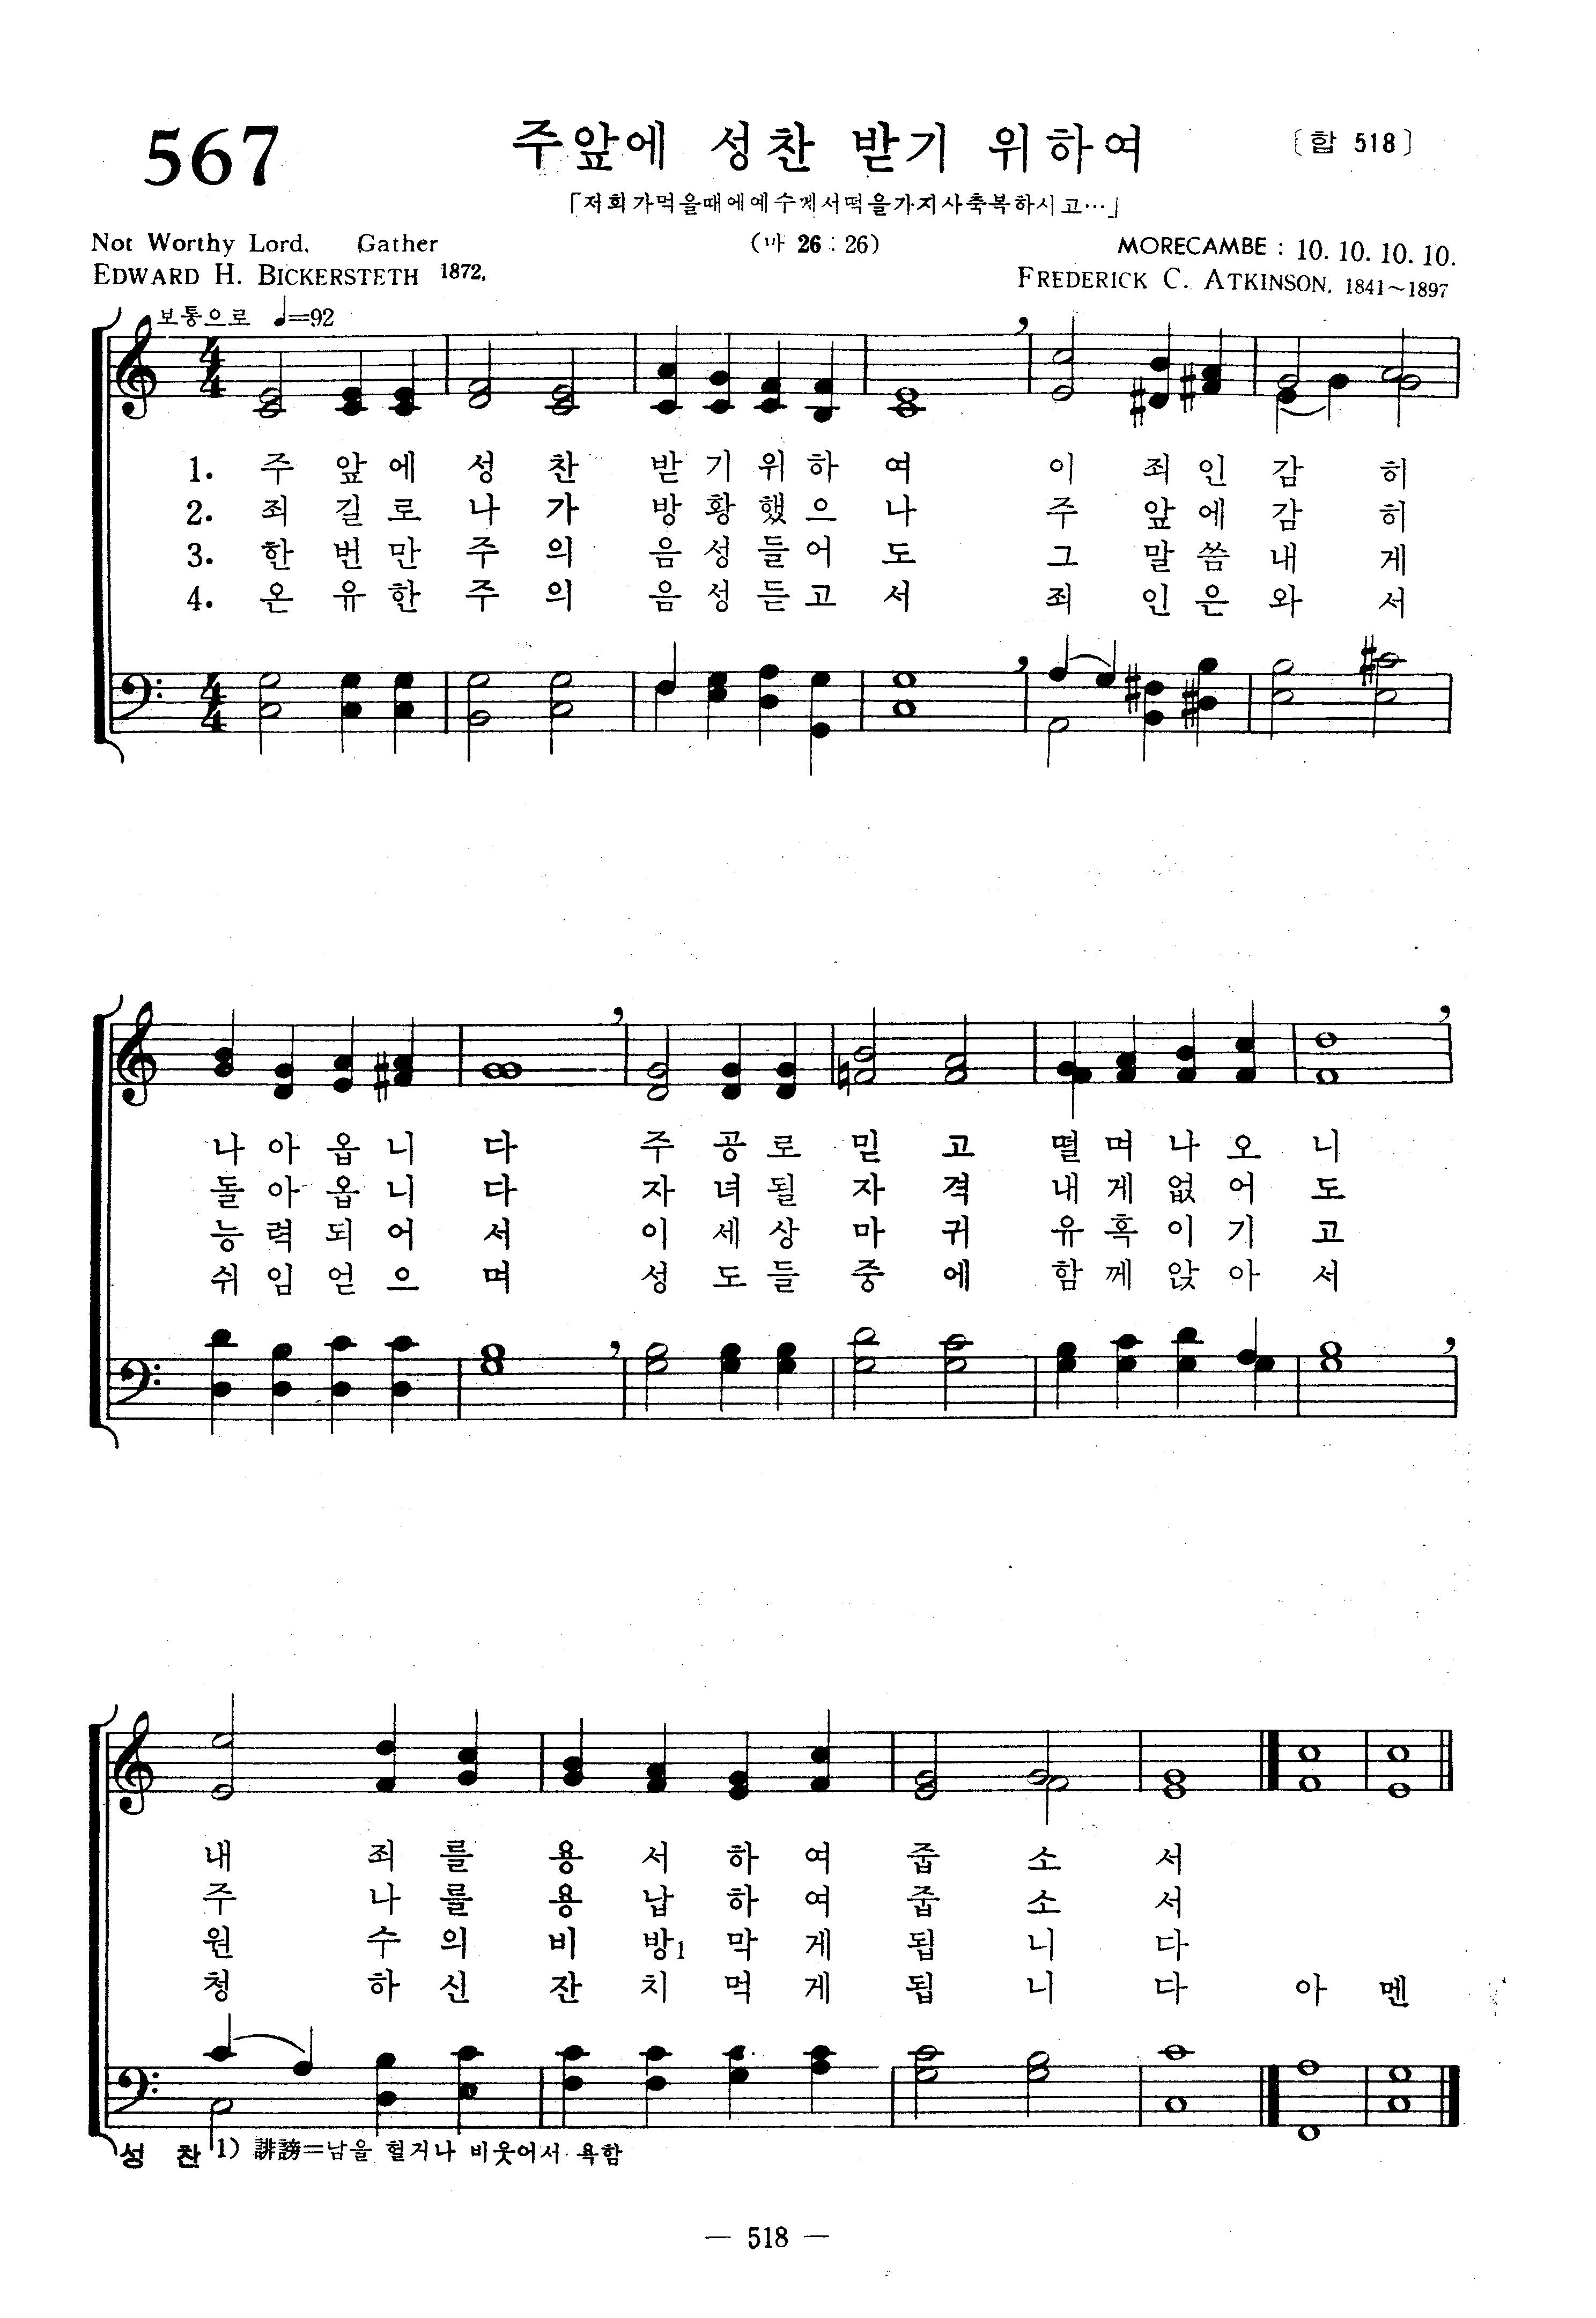 567
주앞에 성찬 받기 위하여
〔합 518〕
「저희가먹을때에예수께서떡을가지사축복하시고…」
Not Worthy Lord. Gather
(마 26 : 26)
MORECAMBE : 10. 10. 10. 10.
EDWARD H. BICKERSTETH 1872.
FREDERICK C. ATKINSON. 1841~1897
보통으로 ♩=92
1. 주 앞 에 성 찬 받 기 위 하 여 이 죄 인 감 히
2. 죄 길 로 나 가 방 황 했 으 나 주 앞 에 감 히
3. 한 번 만 주 의 음 성 들 어 도 그 말 씀 내 게
4. 온 유 한 주 의 음 성 듣 고 서 죄 인 은 와 서
나 아 옵 니 다 주 공 로 믿 고 떨 며 나 오 니
돌 아 옵 니 다 자 녀 될 자 격 내 게 없 어 도
능 력 되 어 서 이 세 상 마 귀 유 혹 이 기 고
쉬 임 얻 으 며 성 도 들 중 에 함 께 앉 아 서
내 죄 를 용 서 하 여 줍 소 서
주 나 를 용 납 하 여 줍 소 서
원 수 의 비 방1 막 게 됩 니 다
청 하 신 잔 치 먹 게 됩 니 다 아 멘
성 찬 1) 誹謗=남을 헐거나 비웃어서 욕함
— 518 —